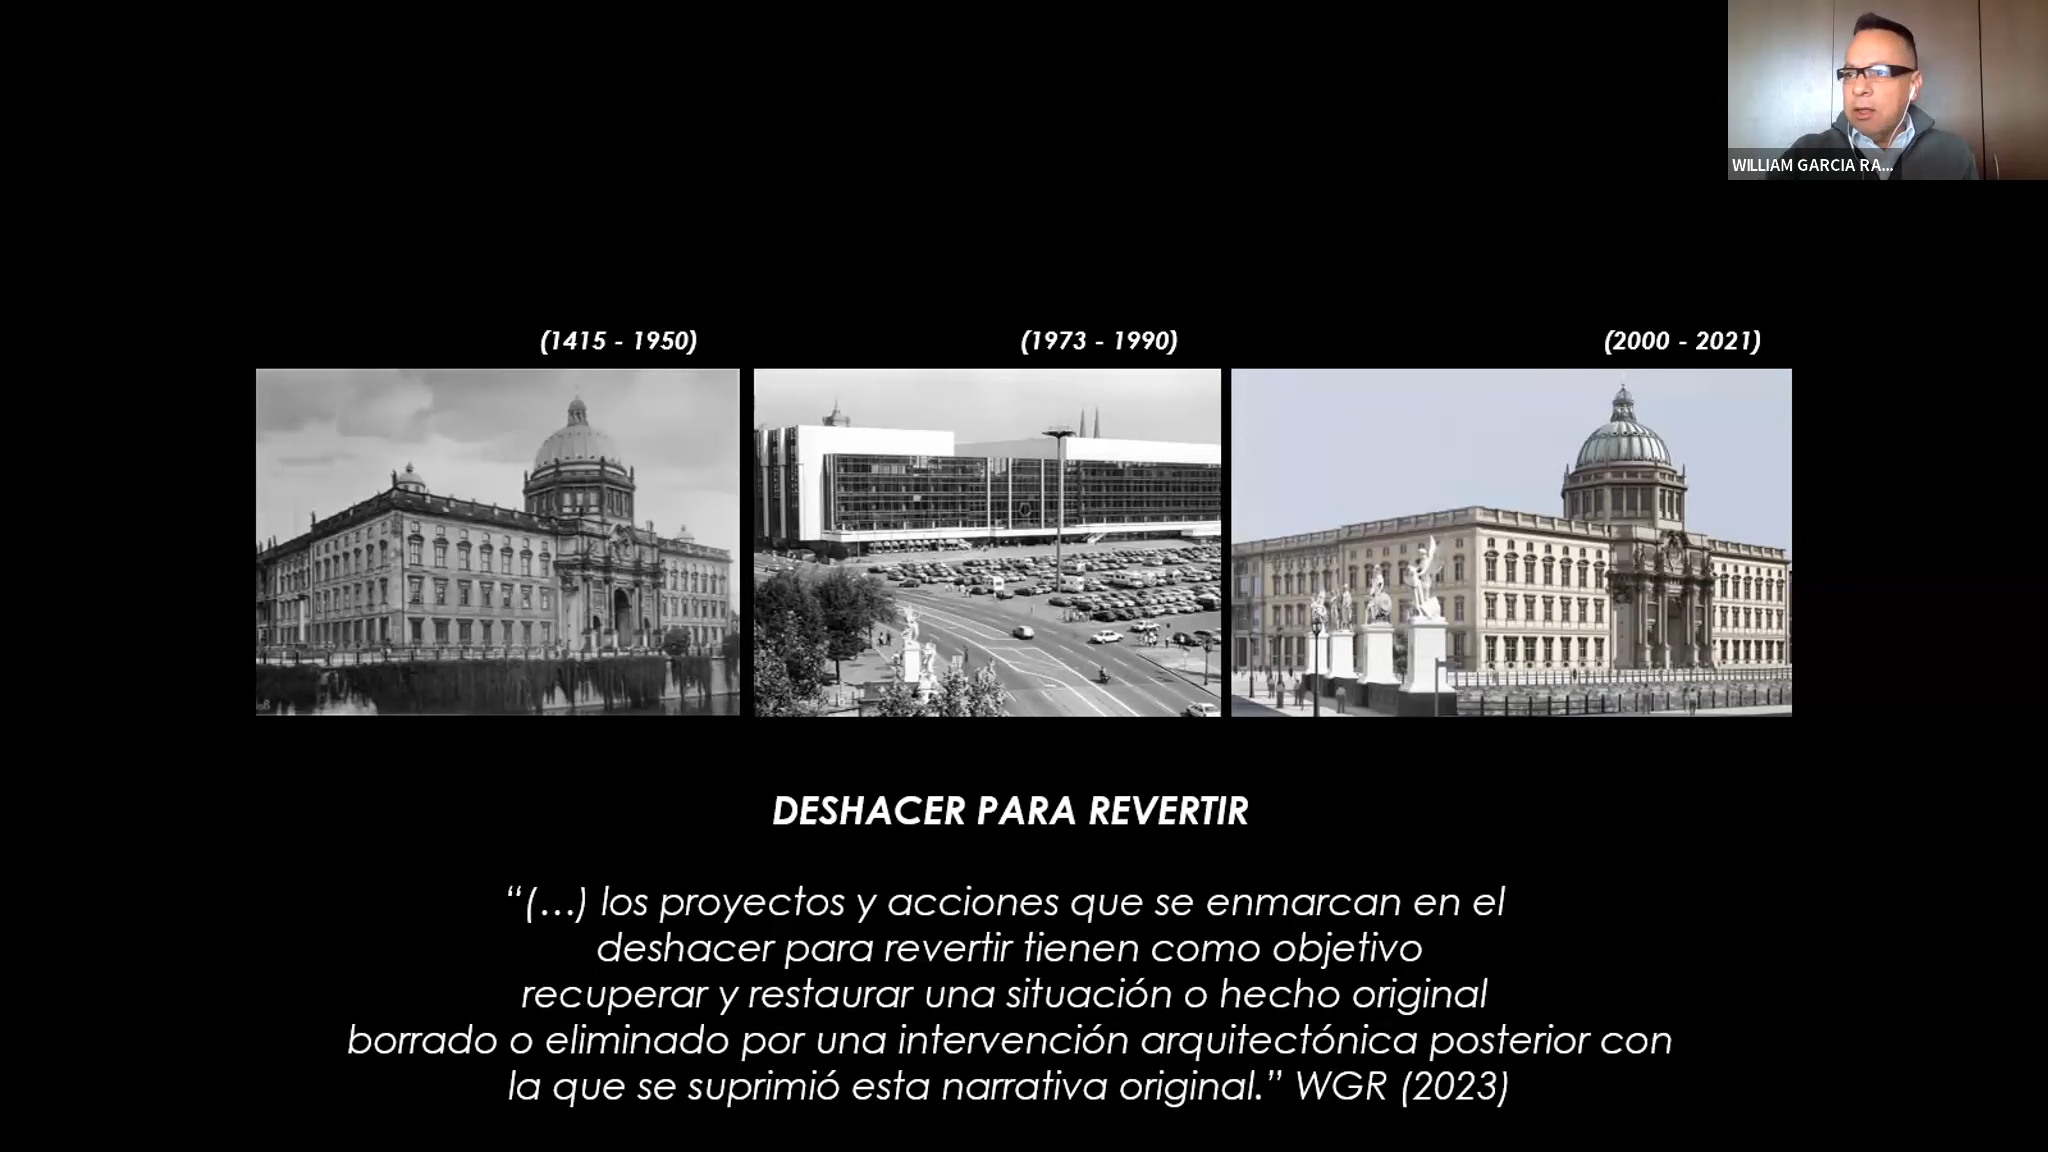 WILLIAM GARCIA RA...
(1415 - 1950)
(1973 - 1990)
(2000 - 2021)
DESHACER PARA REVERTIR
“(...) los proyectos y acciones que se enmarcan en el
deshacer para revertir tienen como objetivo
recuperar y restaurar una situación o hecho original
borrado o eliminado por una intervención arquitectónica posterior con
la que se suprimió esta narrativa original.” WGR (2023)